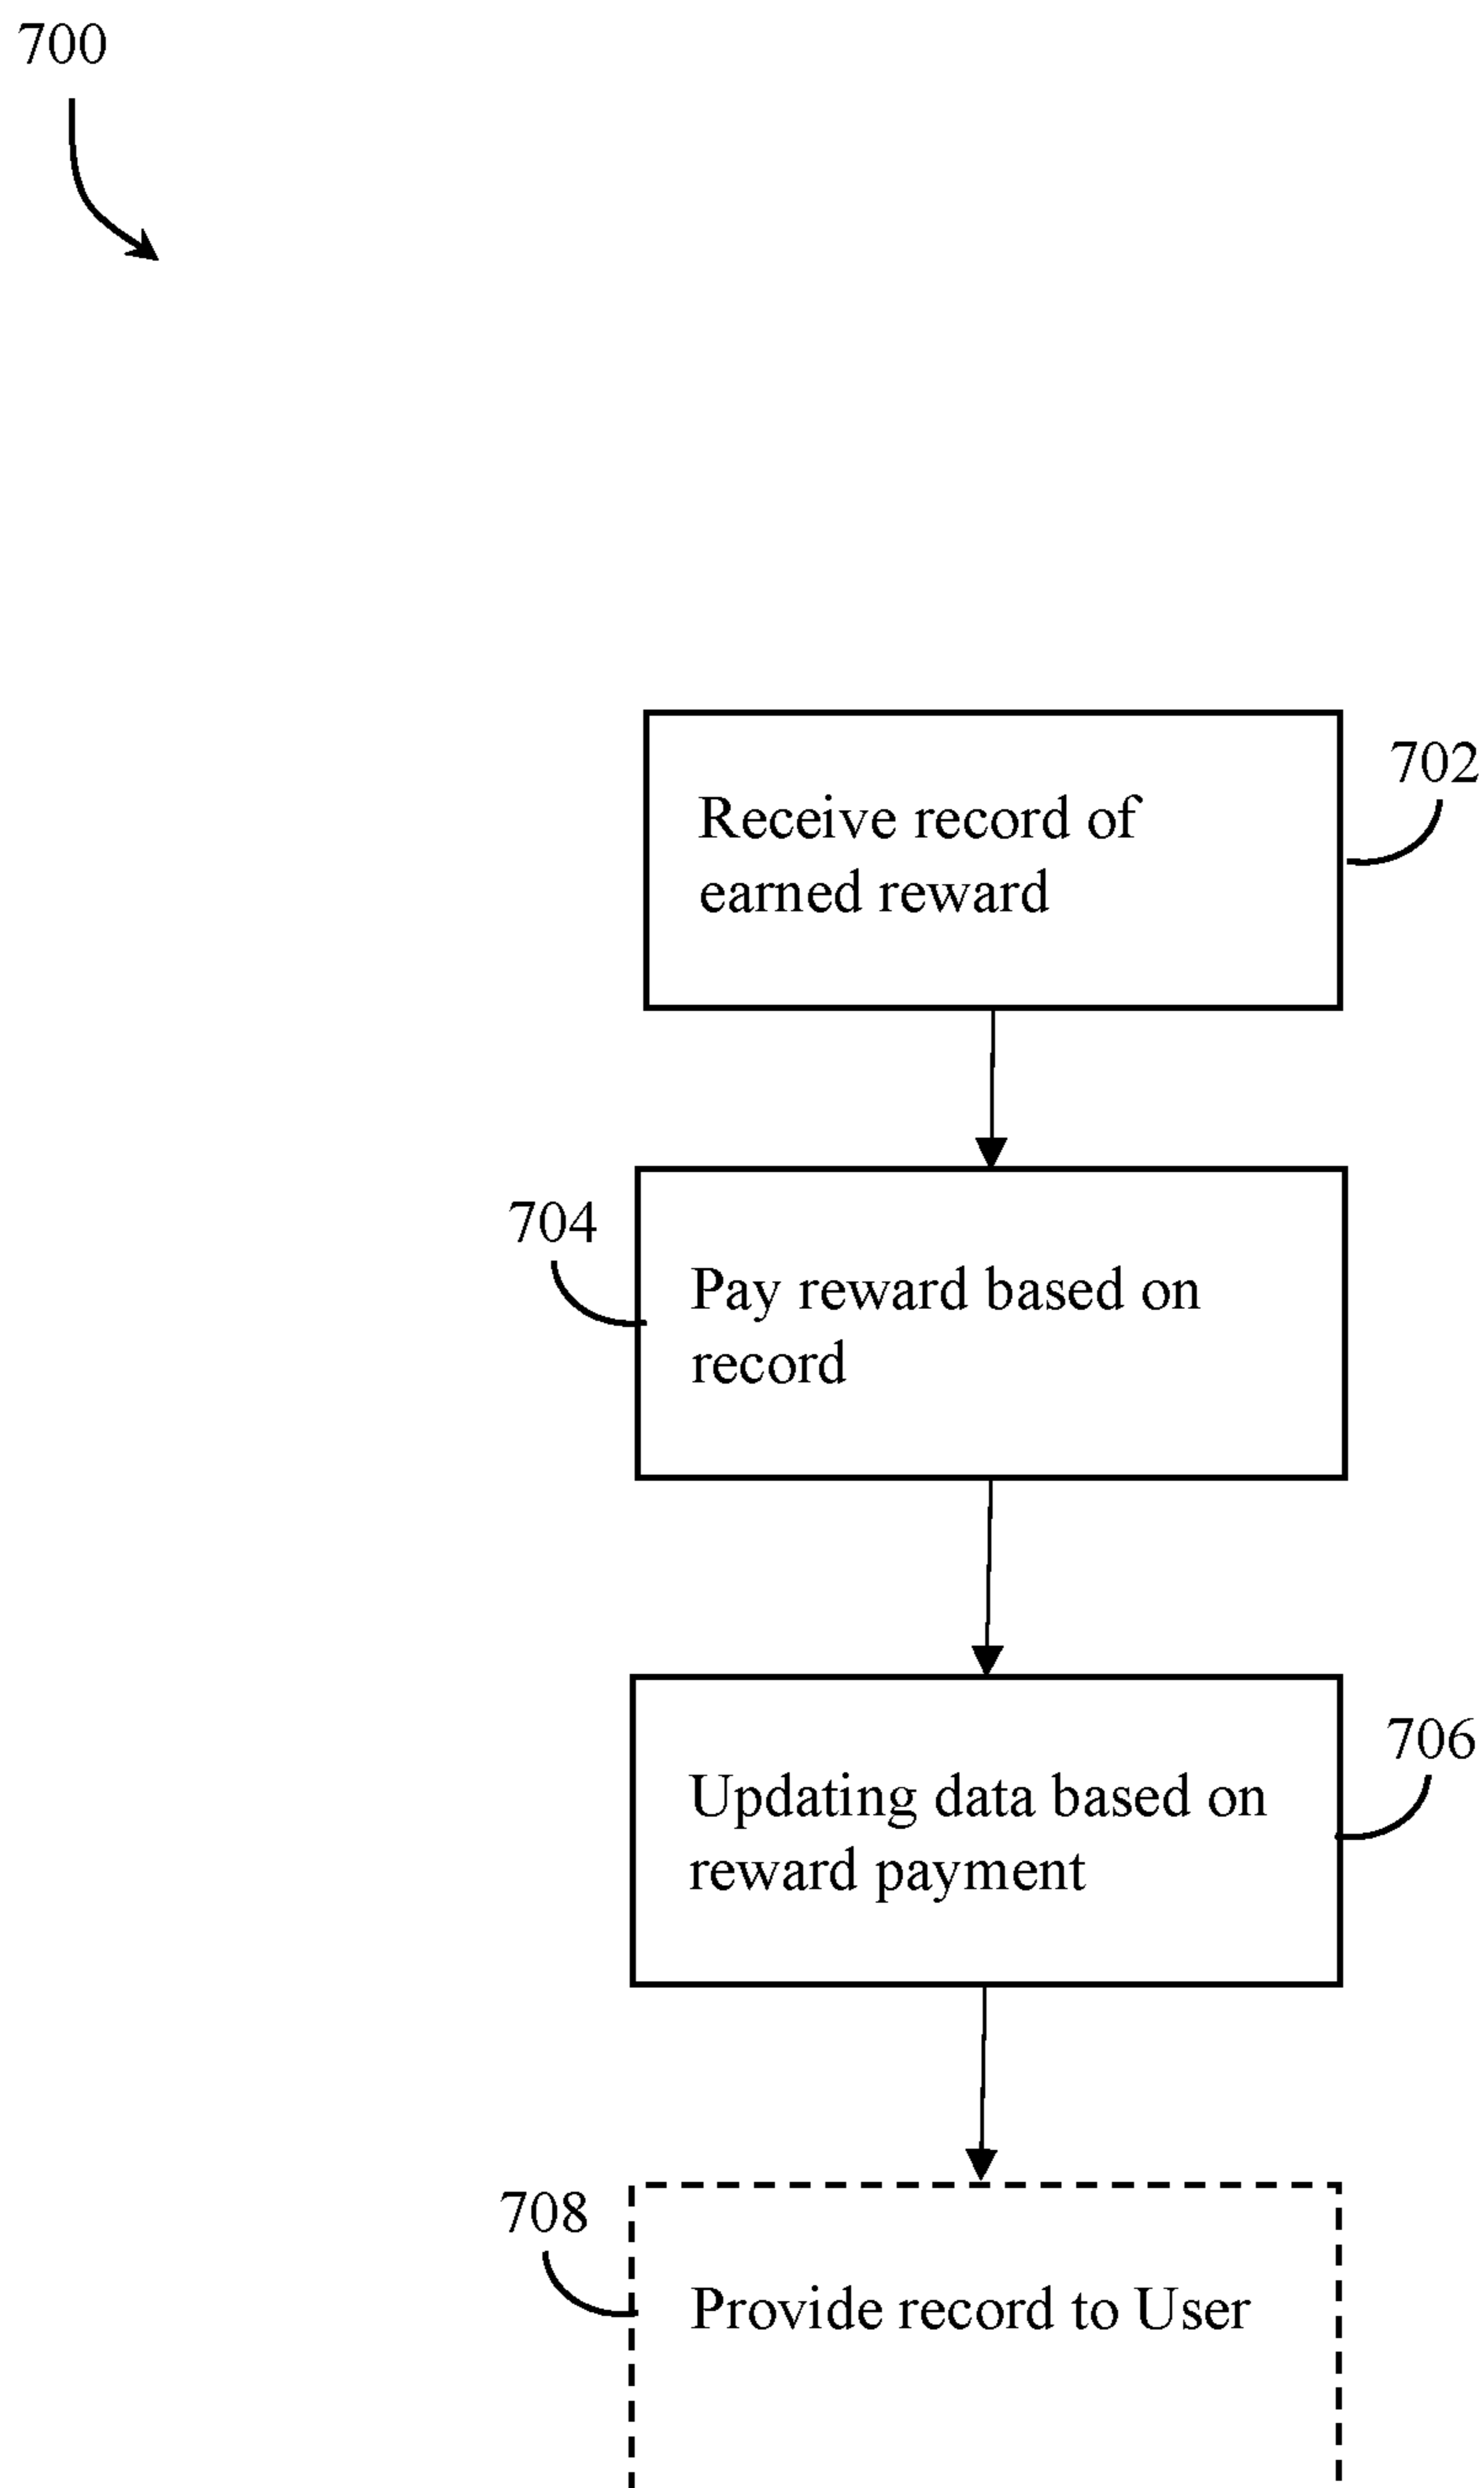 700
702
Receive record of
earned reward
704
Pay reward based on
record
706
Updating data based on
reward payment
708
Provide record to User